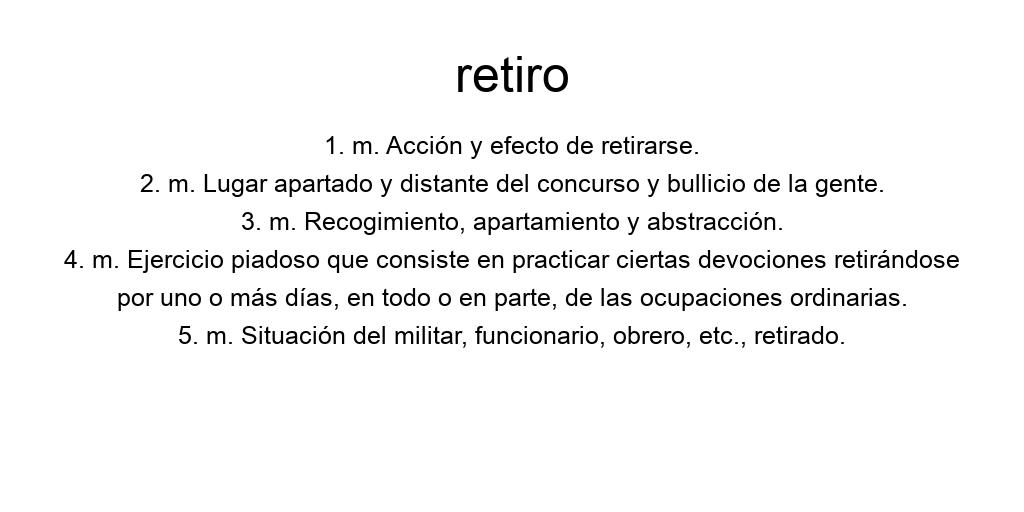 retiro
1. m. Acción y efecto de retirarse.
2. m. Lugar apartado y distante del concurso y bullicio de la gente.
3. m. Recogimiento, apartamiento y abstracción.
4. m. Ejercicio piadoso que consiste en practicar ciertas devociones retirándose
por uno o más días, en todo o en parte, de las ocupaciones ordinarias.
5. m. Situación del militar, funcionario, obrero, etc., retirado.